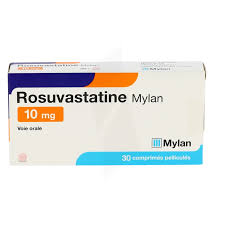 Rosuvastatine Mylan
10 mg
Voie orale
Mylan
30 comprimés pelliculés